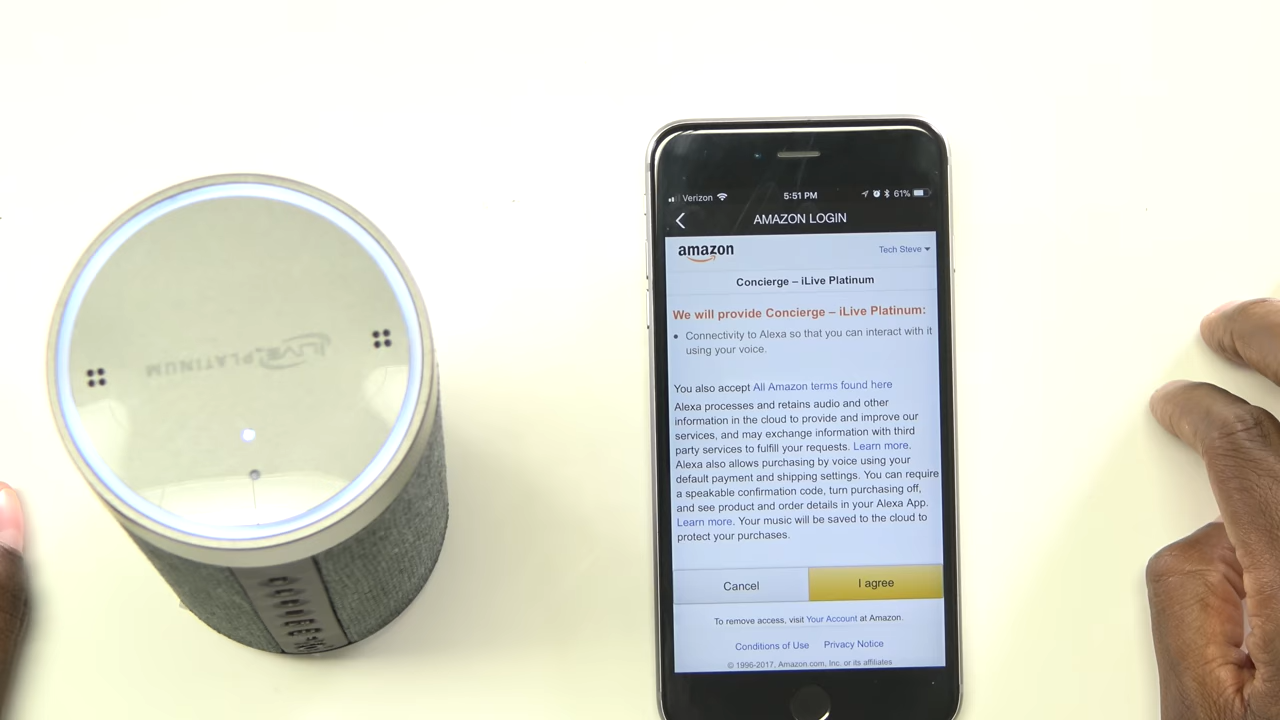 iLIVE PLATINUM
Verizon
5:51 PM
61%
AMAZON LOGIN
amazon
Tech Steve
Concierge – iLive Platinum
We will provide Concierge – iLive Platinum:
• Connectivity to Alexa so that you can interact with it
using your voice.
You also accept All Amazon terms found here
Alexa processes and retains audio and other
information in the cloud to provide and improve our
services, and may exchange information with third
party services to fulfill your requests. Learn more.
Alexa also allows purchasing by voice using your
default payment and shipping settings. You can require
a speakable confirmation code, turn purchasing off,
and see product and order details in your Alexa App.
Learn more. Your music will be saved to the cloud to
protect your purchases.
Cancel
I agree
To remove access, visit Your Account at Amazon.
Conditions of Use
Privacy Notice
© 1996-2017, Amazon.com, Inc. or its affiliates